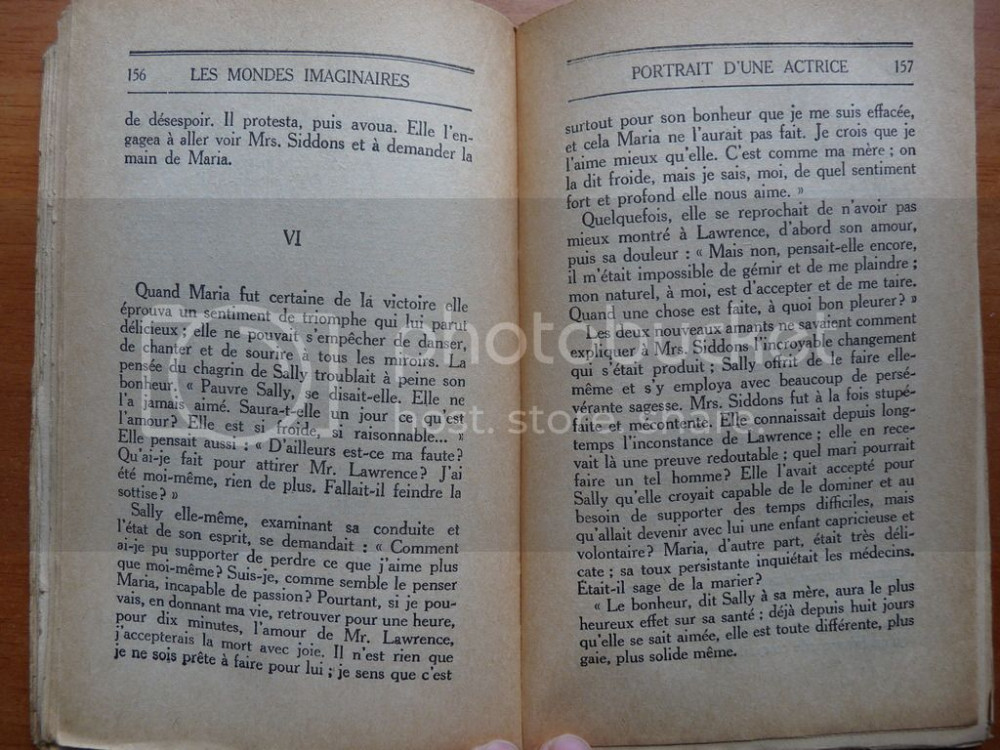 156 LES MONDES IMAGINAIRES
de désespoir. Il protesta, puis avoua. Elle l'en-
gagea à aller voir Mrs. Siddons et à demander la
main de Maria.
VI
Quand Maria fut certaine de la victoire elle
éprouva un sentiment de triomphe qui lui parut
délicieux ; elle ne pouvait s'empêcher de danser,
de chanter et de sourire à tous les miroirs. La
pensée du chagrin de Sally troublait à peine son
bonheur. « Pauvre Sally, se disait-elle. Elle ne
l'a jamais aimé. Saura-t-elle un jour ce qu'est
l'amour? Elle est si froide, si raisonnable... »
Elle pensait aussi : « D'ailleurs est-ce ma faute?
Qu'ai-je fait pour attirer Mr. Lawrence? J'ai
été moi-même, rien de plus. Fallait-il feindre la
sottise? »
Sally elle-même, examinant sa conduite et
l'état de son esprit, se demandait : « Comment
ai-je pu supporter de perdre ce que j'aime plus
que moi-même? Suis-je, comme semble le penser
Maria, incapable de passion? Pourtant, si je pou-
vais, en donnant ma vie, retrouver pour une heure,
pour dix minutes, l'amour de Mr. Lawrence,
j'accepterais la mort avec joie. Il n'est rien que
je ne sois prête à faire pour lui ; je sens que c'est
PORTRAIT D'UNE ACTRICE 157
surtout pour son bonheur que je me suis effacée,
et cela Maria ne l'aurait pas fait. Je crois que je
l'aime mieux qu'elle. C'est comme ma mère ; on
la dit froide, mais je sais, moi, de quel sentiment
fort et profond elle nous aime. »
Quelquefois, elle se reprochait de n'avoir pas
mieux montré à Lawrence, d'abord son amour,
puis sa douleur : « Mais non, pensait-elle encore,
il m'était impossible de gémir et de me plaindre ;
mon naturel, à moi, est d'accepter et de me taire.
Quand une chose est faite, à quoi bon pleurer? »
Les deux nouveaux amants ne savaient comment
expliquer à Mrs. Siddons l'incroyable changement
qui s'était produit ; Sally offrit de le faire elle-
même et s'y employa avec beaucoup de persé-
vérante sagesse. Mrs. Siddons fut à la fois stupé-
faite et mécontente. Elle connaissait depuis long-
temps l'inconstance de Lawrence ; elle en rece-
vait là une preuve redoutable ; quel mari pourrait
faire un tel homme? Elle l'avait accepté pour
Sally qu'elle croyait capable de le dominer et au
besoin de supporter des temps difficiles, mais
qu'allait devenir avec lui une enfant capricieuse et
volontaire? Maria, d'autre part, était très déli-
cate ; sa toux persistante inquiétait les médecins.
Était-il sage de la marier?
« Le bonheur, dit Sally à sa mère, aura le plus
heureux effet sur sa santé : déjà depuis huit jours
qu'elle se sait aimée, elle est toute différente, plus
gaie, plus solide même.